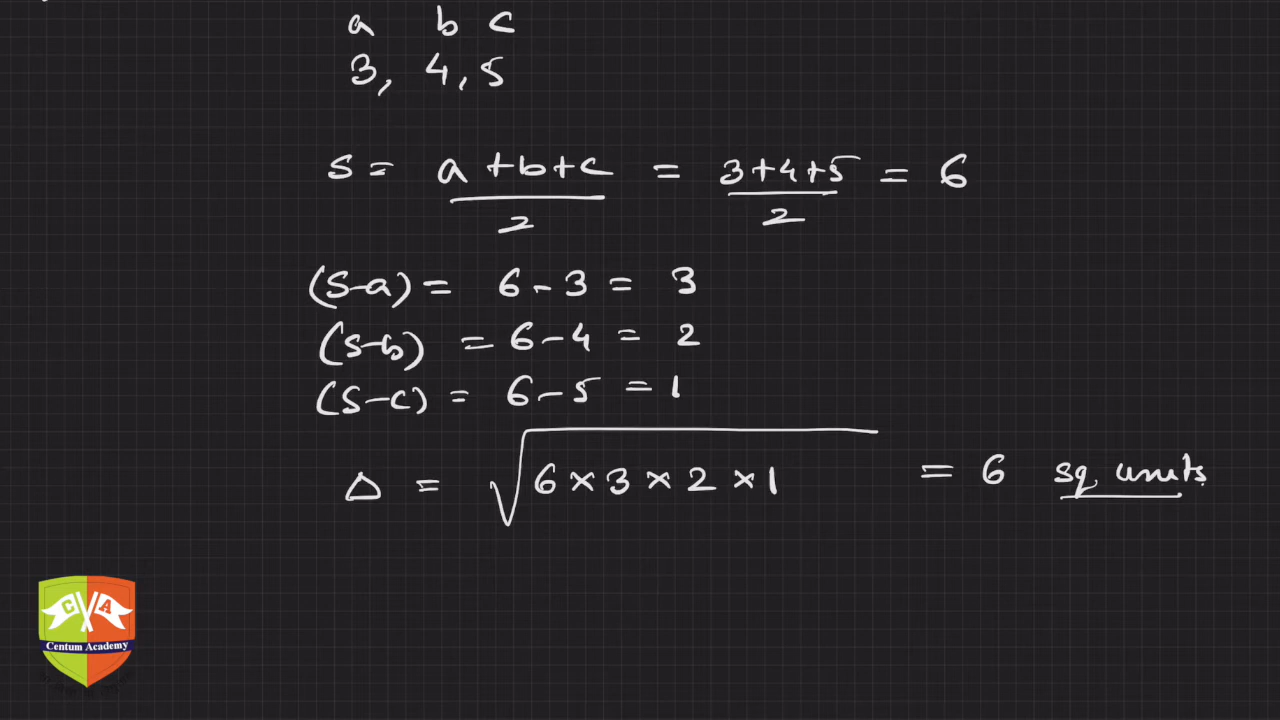 a b c
3, 4, 5
S = a+b+c/2 = 3+4+5/2 = 6
(S-a) = 6-3 = 3
(S-b) = 6-4 = 2
(S-c) = 6-5 = 1
Δ = √6×3×2×1 = 6 sq units
C A
Centum Academy